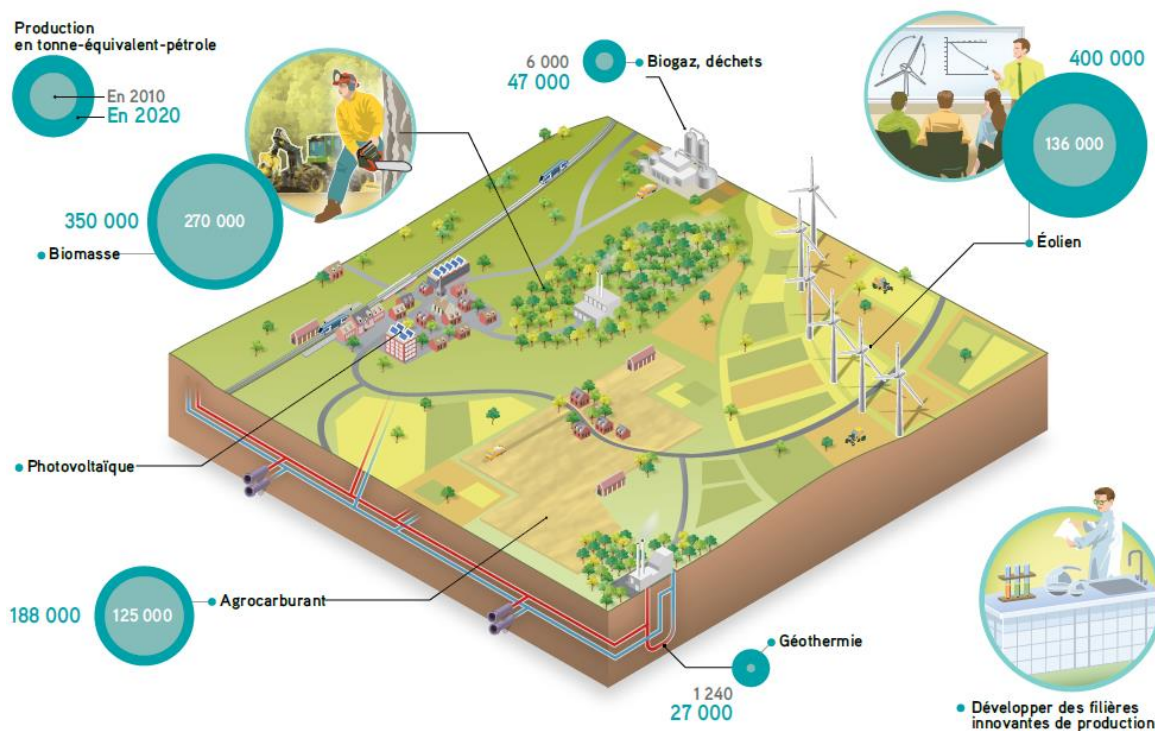 Production
en tonne-équivalent-pétrole
En 2010
En 2020
6 000
47 000
Biogaz, déchets
400 000
136 000
Éolien
350 000
270 000
Biomasse
Photovoltaïque
188 000
125 000
Agrocarburant
Géothermie
1 240
27 000
Développer des filières
innovantes de production